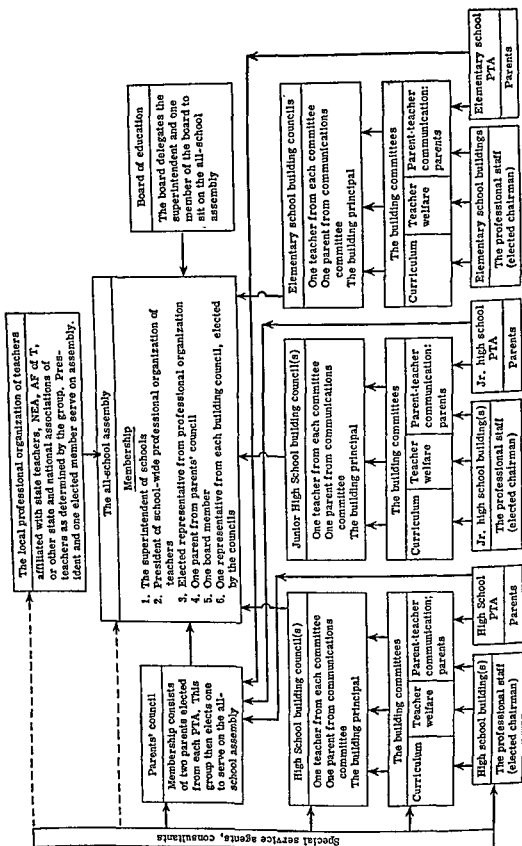 The local professional organization of teachers
affiliated with state teachers, NEA, AF of T,
or other state and national associations of
teachers as determined by the group. Pres-
ident and one elected member serve on assembly.
The all-school assembly
Membership
1. The superintendent of schools
2. President of school-wide professional organization of
teachers
3. Elected representative from professional organization
4. One parent from parents' council
5. One board member
6. One representative from each building council, elected
by the councils
Board of education
The board delegates the
superintendent and one
member of the board to
sit on the all-school
assembly
Parents' council
Membership consists
of two parents elected
from each PTA. This
group then elects one
to serve on the all-
school assembly
Special service agents, consultants
High School building council(s)
One teacher from each committee
One parent from communications
committee
The building principal
Junior High School building council(s)
One teacher from each committee
One parent from communications
committee
The building principal
Elementary school building councils
One teacher from each committee
One parent from communications
committee
The building principal
The building committees
Curriculum
Teacher
welfare
Parent-teacher
communication;
parents
The building committees
Curriculum
Teacher
welfare
Parent-teacher
communication:
parents
The building committees
Curriculum
Teacher
welfare
Parent-teacher
communication:
parents
High School building(s)
The professional staff
(elected chairman)
High School
PTA
Parents
Jr. high school building(s)
The professional staff
(elected chairman)
Jr. high school
PTA
Parents
Elementary school buildings
The professional staff
(elected chairman)
Elementary school
PTA
Parents